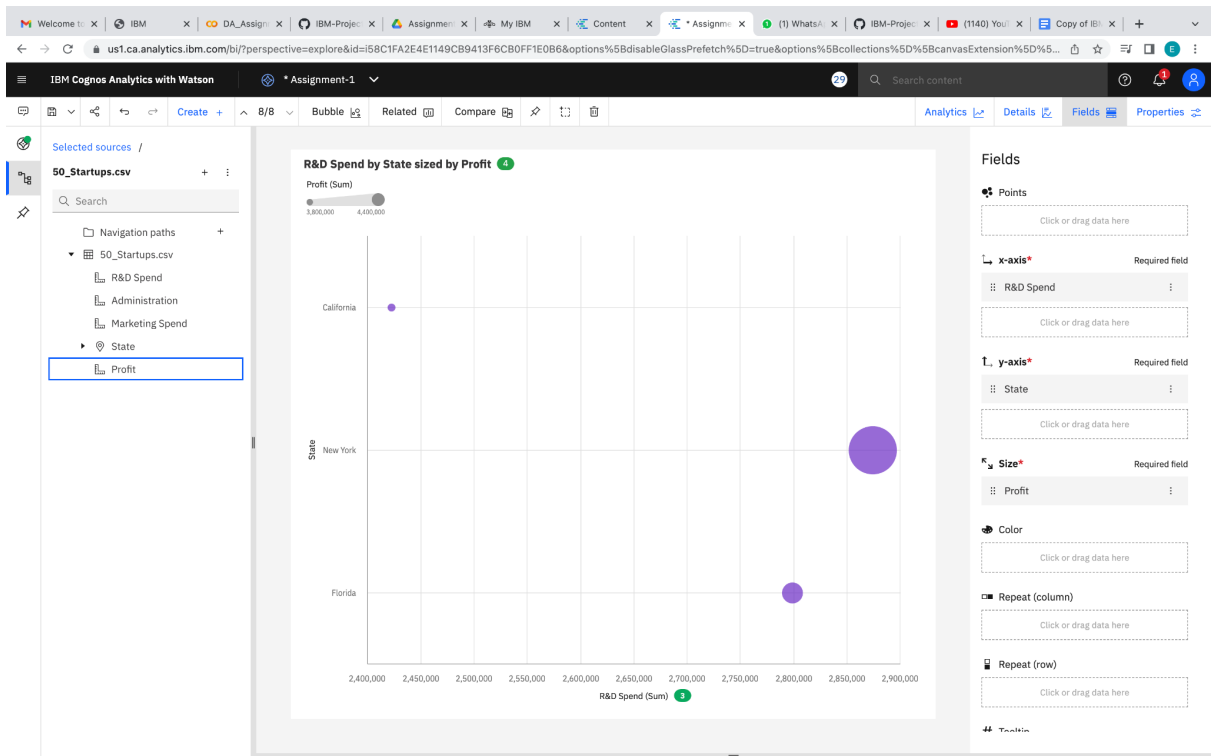 Welcome to
IBM
DA_Assign
IBM-Projec
Assignmen
My IBM
Content
* Assignme
(1) WhatsA
IBM-Projec
(1140) YouT
Copy of IB
us1.ca.analytics.ibm.com/bi/?perspective=explore&id=i58C1FA2E4E1149CB9413F6CB0FF1E0B6&options%5BdisableGlassPrefetch%5D=true&options%5Bcollections%5D%5BcanvasExtension%5D%5...
E
IBM Cognos Analytics with Watson
* Assignment-1
29
Search content
1
Create +
8/8
Bubble
Related
Compare
Analytics
Details
Fields
Properties
Selected sources /
50_Startups.csv
Search
Navigation paths
50_Startups.csv
R&D Spend
Administration
Marketing Spend
State
Profit
R&D Spend by State sized by Profit 4
Profit (Sum)
3,800,000 4,400,000
California
New York
Florida
State
2,400,000 2,450,000 2,500,000 2,550,000 2,600,000 2,650,000 2,700,000 2,750,000 2,800,000 2,850,000 2,900,000
R&D Spend (Sum) 3
Fields
Points
Click or drag data here
x-axis* Required field
R&D Spend
Click or drag data here
y-axis* Required field
State
Click or drag data here
Size* Required field
Profit
Color
Click or drag data here
Repeat (column)
Click or drag data here
Repeat (row)
Click or drag data here
# Tooltip